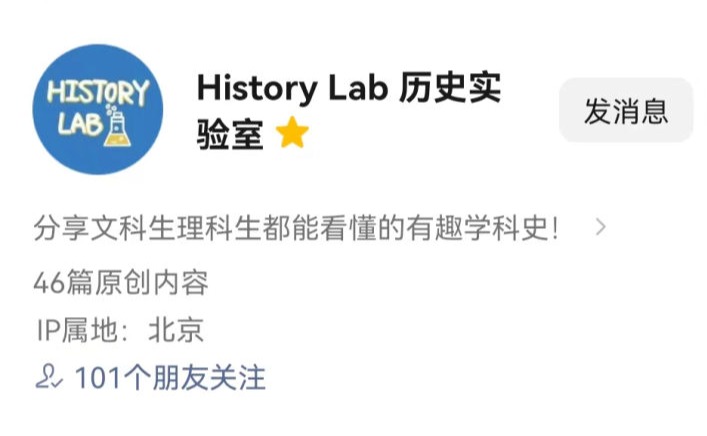 HISTORY
LAB
History Lab 历史实
验室
发消息
分享文科生理科生都能看懂的有趣学科史!
46篇原创内容
IP属地：北京
101个朋友关注